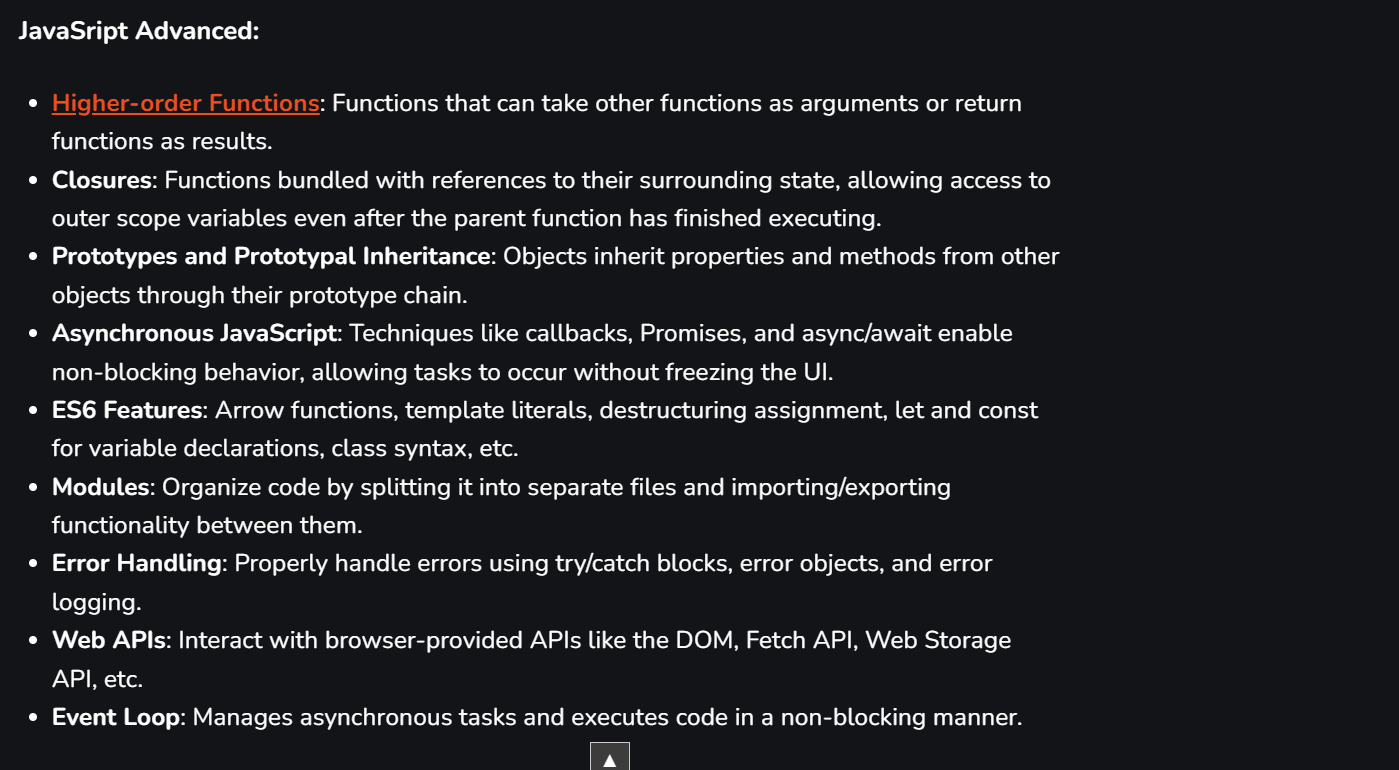 JavaSript Advanced:
• Higher-order Functions: Functions that can take other functions as arguments or return
functions as results.
• Closures: Functions bundled with references to their surrounding state, allowing access to
outer scope variables even after the parent function has finished executing.
• Prototypes and Prototypal Inheritance: Objects inherit properties and methods from other
objects through their prototype chain.
• Asynchronous JavaScript: Techniques like callbacks, Promises, and async/await enable
non-blocking behavior, allowing tasks to occur without freezing the UI.
• ES6 Features: Arrow functions, template literals, destructuring assignment, let and const
for variable declarations, class syntax, etc.
• Modules: Organize code by splitting it into separate files and importing/exporting
functionality between them.
• Error Handling: Properly handle errors using try/catch blocks, error objects, and error
logging.
• Web APIs: Interact with browser-provided APIs like the DOM, Fetch API, Web Storage
API, etc.
• Event Loop: Manages asynchronous tasks and executes code in a non-blocking manner.